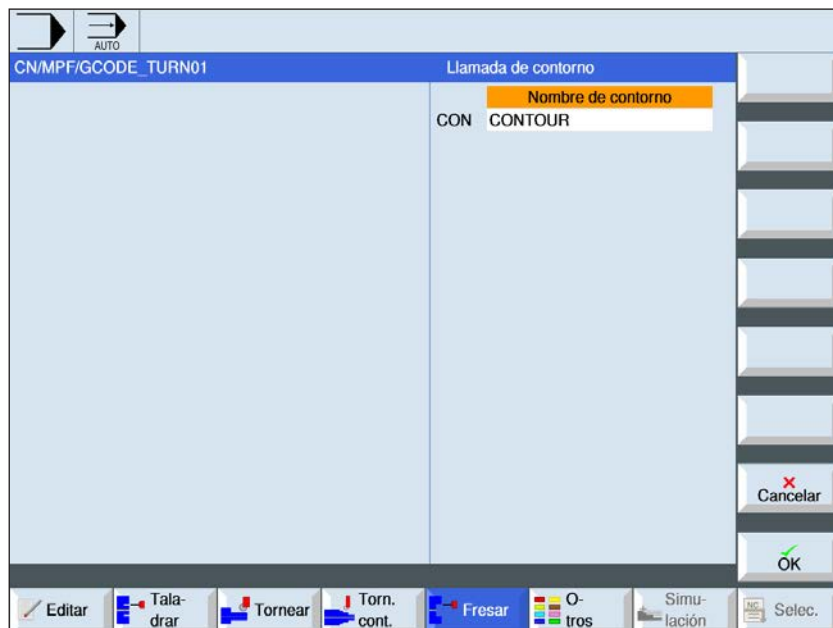 AUTO
CN/MPF/GCODE_TURN01
Llamada de contorno
Nombre de contorno
CON CONTOUR
Cancelar
OK
Editar
Tala-
drar
Tornear
Torn.
cont.
Fresar
O-
tros
Simu-
lación
NC
Selec.